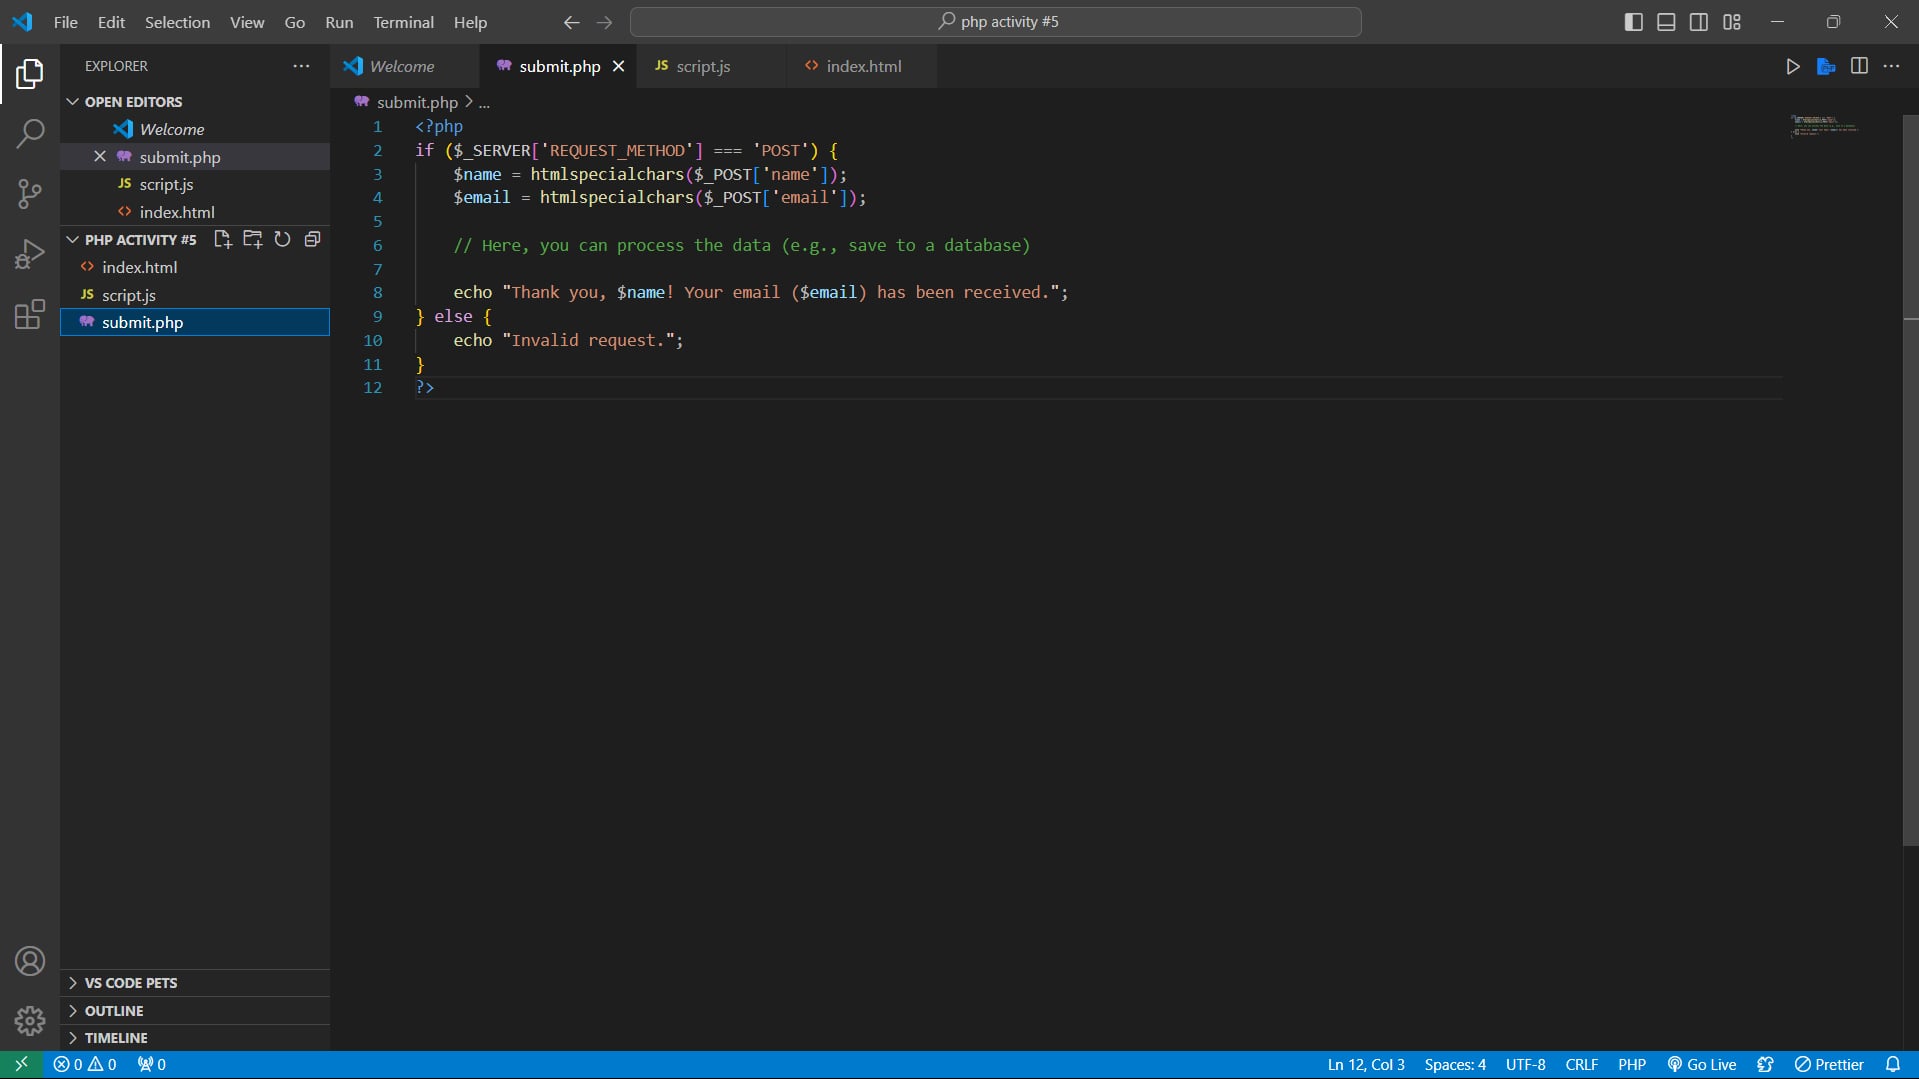 File Edit Selection View Go Run Terminal Help
php activity #5
EXPLORER
OPEN EDITORS
Welcome
submit.php
JS script.js
index.html
PHP ACTIVITY #5
index.html
JS script.js
submit.php
VS CODE PETS
OUTLINE
TIMELINE
Welcome submit.php JS script.js index.html
submit.php > ...
1 <?php
2 if ($_SERVER['REQUEST_METHOD'] === 'POST') {
3 $name = htmlspecialchars($_POST['name']);
4 $email = htmlspecialchars($_POST['email']);
5
6 // Here, you can process the data (e.g., save to a database)
7
8 echo "Thank you, $name! Your email ($email) has been received.";
9 } else {
10 echo "Invalid request.";
11 }
12 ?>
0 0 0 Ln 12, Col 3 Spaces: 4 UTF-8 CRLF PHP Go Live Prettier